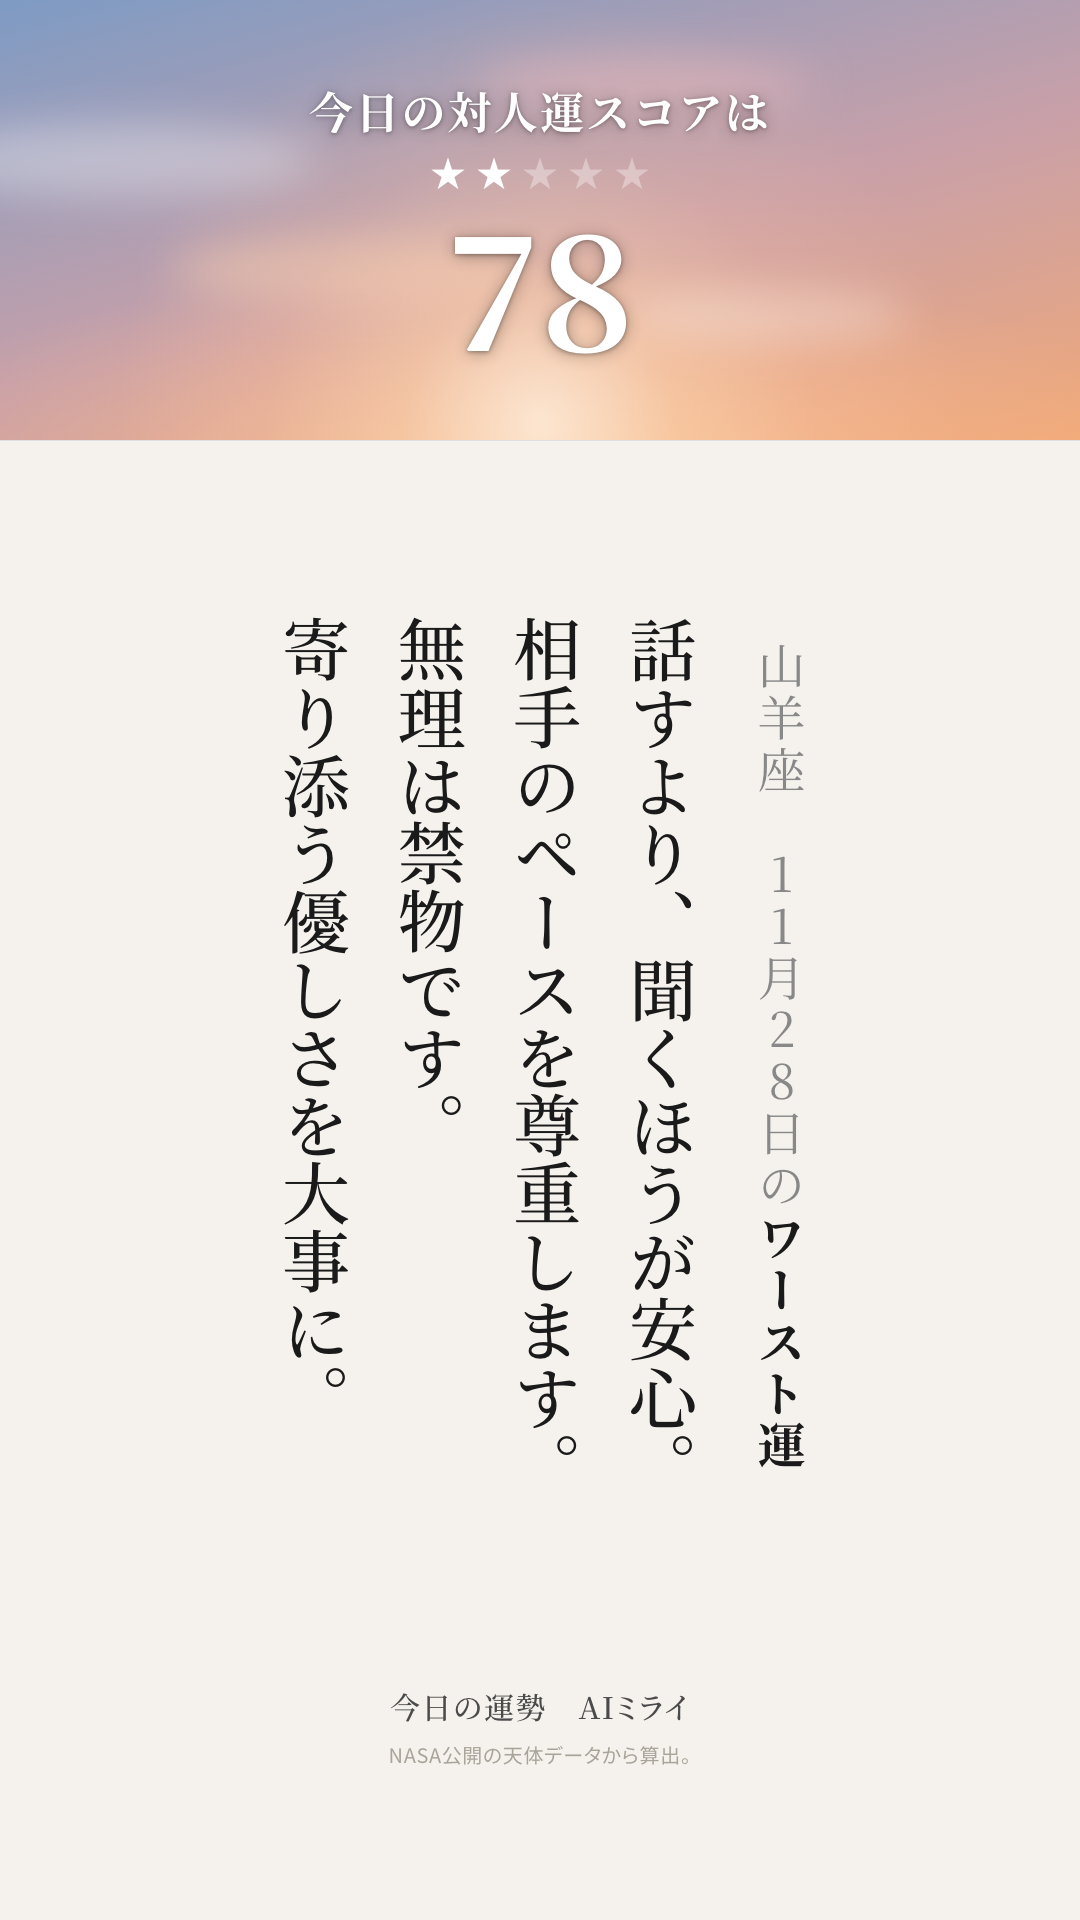 今日の対人運スコアは
★★★★★
78
山羊座　11月28日のワースト運
話すより、聞くほうが安心。
相手のペースを尊重します。
無理は禁物です。
寄り添う優しさを大事に。
今日の運勢　AIミライ
NASA公開の天体データから算出。